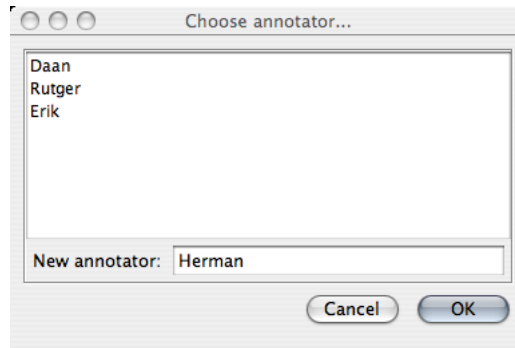 Choose annotator...
Daan
Rutger
Erik
New annotator: Herman
Cancel OK